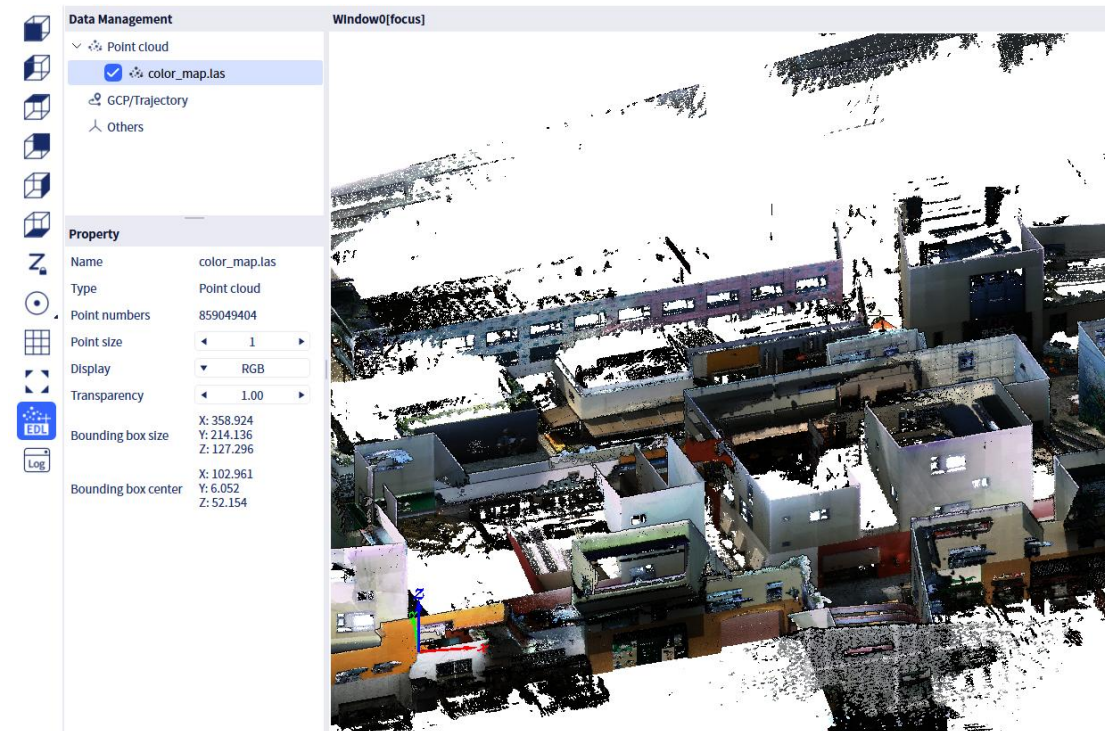 Data Management
Point cloud
color_map.las
GCP/Trajectory
Others
Property
Name color_map.las
Type Point cloud
Point numbers 859049404
Point size 1
Display RGB
Transparency 1.00
Bounding box size X: 358.924
Y: 214.136
Z: 127.296
Bounding box center X: 102.961
Y: 6.052
Z: 52.154
Z
EDL
Log
Window0[focus]
Z
X